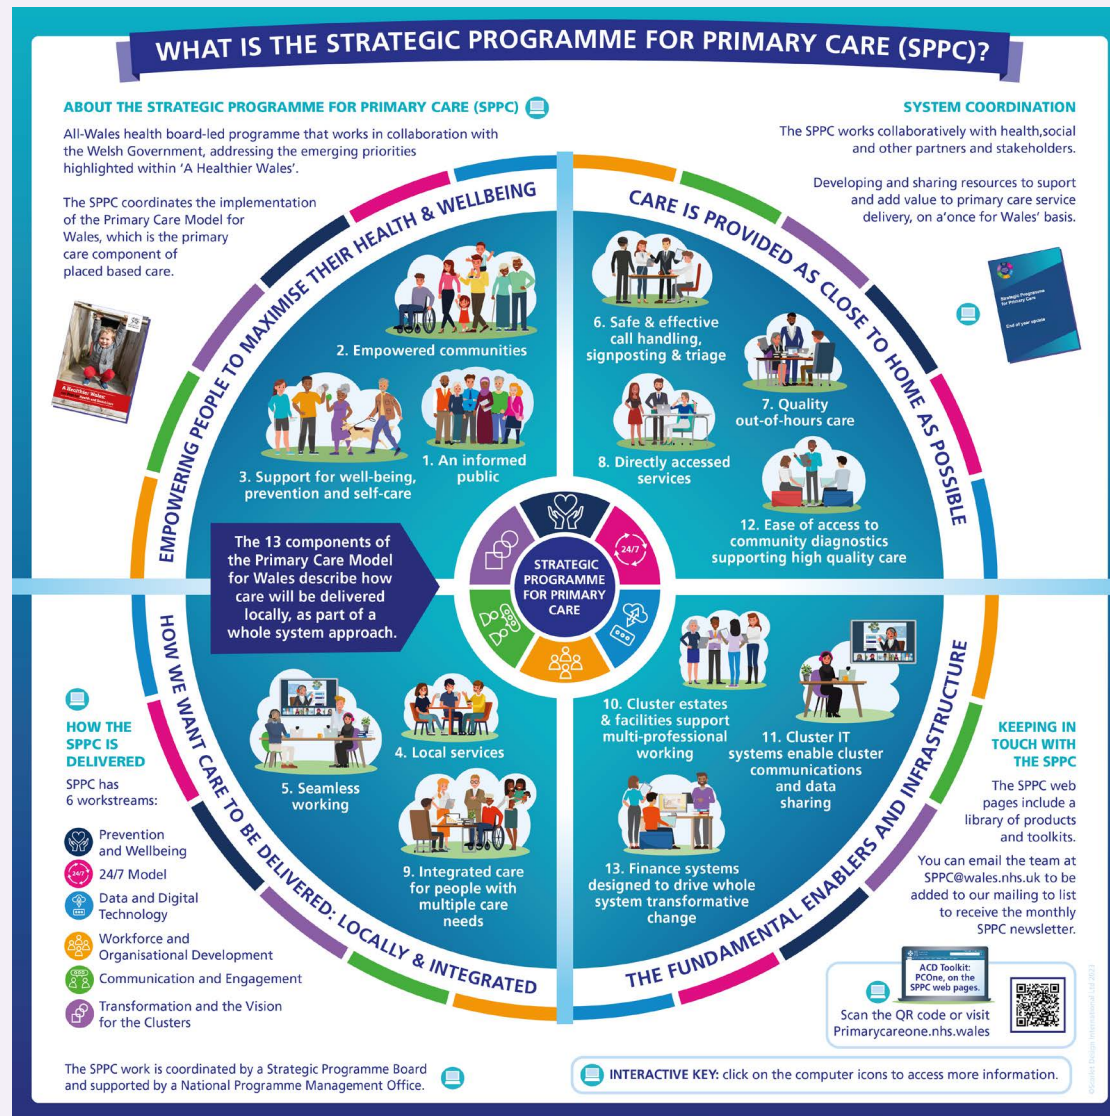 WHAT IS THE STRATEGIC PROGRAMME FOR PRIMARY CARE (SPPC)?
ABOUT THE STRATEGIC PROGRAMME FOR PRIMARY CARE (SPPC)
All-Wales health board-led programme that works in collaboration with
the Welsh Government, addressing the emerging priorities
highlighted within 'A Healthier Wales'.
The SPPC coordinates the implementation
of the Primary Care Model for
Wales, which is the primary
care component of
placed based care.
A Healthier Wales:
SYSTEM COORDINATION
The SPPC works collaboratively with health,social
and other partners and stakeholders.
Developing and sharing resources to suport
and add value to primary care service
delivery, on a'once for Wales' basis.
Strategic Programme
for Primary Care
End of year update
EMPOWERING PEOPLE TO MAXIMISE THEIR HEALTH & WELLBEING
2. Empowered communities
3. Support for well-being,
prevention and self-care
1. An informed
public
CARE IS PROVIDED AS CLOSE TO HOME AS POSSIBLE
6. Safe & effective
call handling,
signposting & triage
7. Quality
out-of-hours care
8. Directly accessed
services
12. Ease of access to
community diagnostics
supporting high quality care
The 13 components of
the Primary Care Model
for Wales describe how
care will be delivered
locally, as part of a
whole system approach.
24/7
STRATEGIC
PROGRAMME
FOR PRIMARY
CARE
HOW WE WANT CARE TO BE DELIVERED: LOCALLY & INTEGRATED
5. Seamless
working
4. Local services
9. Integrated care
for people with
multiple care
needs
THE FUNDAMENTAL ENABLERS AND INFRASTRUCTURE
10. Cluster estates
& facilities support
multi-professional
working
11. Cluster IT
systems enable cluster
communications
and data
sharing
13. Finance systems
designed to drive whole
system transformative
change
HOW THE
SPPC IS
DELIVERED
SPPC has
6 workstreams:
Prevention
and Wellbeing
24/7
24/7 Model
Data and Digital
Technology
Workforce and
Organisational Development
Communication and Engagement
Transformation and the Vision
for the Clusters
The SPPC work is coordinated by a Strategic Programme Board
and supported by a National Programme Management Office.
KEEPING IN
TOUCH WITH
THE SPPC
The SPPC web
pages include a
library of products
and toolkits.
You can email the team at
SPPC@wales.nhs.uk to be
added to our mailing to list
to receive the monthly
SPPC newsletter.
ACD Toolkit:
PCOne, on the
SPPC web pages.
Scan the QR code or visit
Primarycareone.nhs.wales
INTERACTIVE KEY: click on the computer icons to access more information.